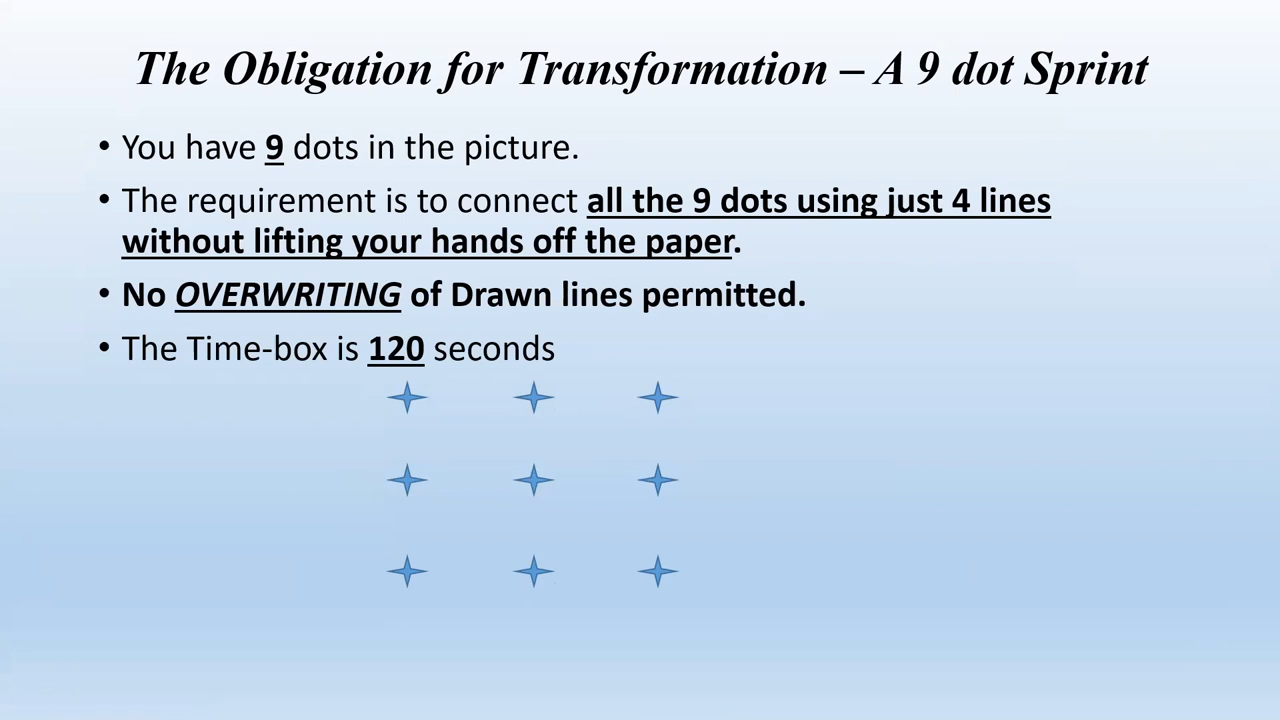 The Obligation for Transformation – A 9 dot Sprint
• You have 9 dots in the picture.
• The requirement is to connect all the 9 dots using just 4 lines
without lifting your hands off the paper.
• No OVERWRITING of Drawn lines permitted.
• The Time-box is 120 seconds